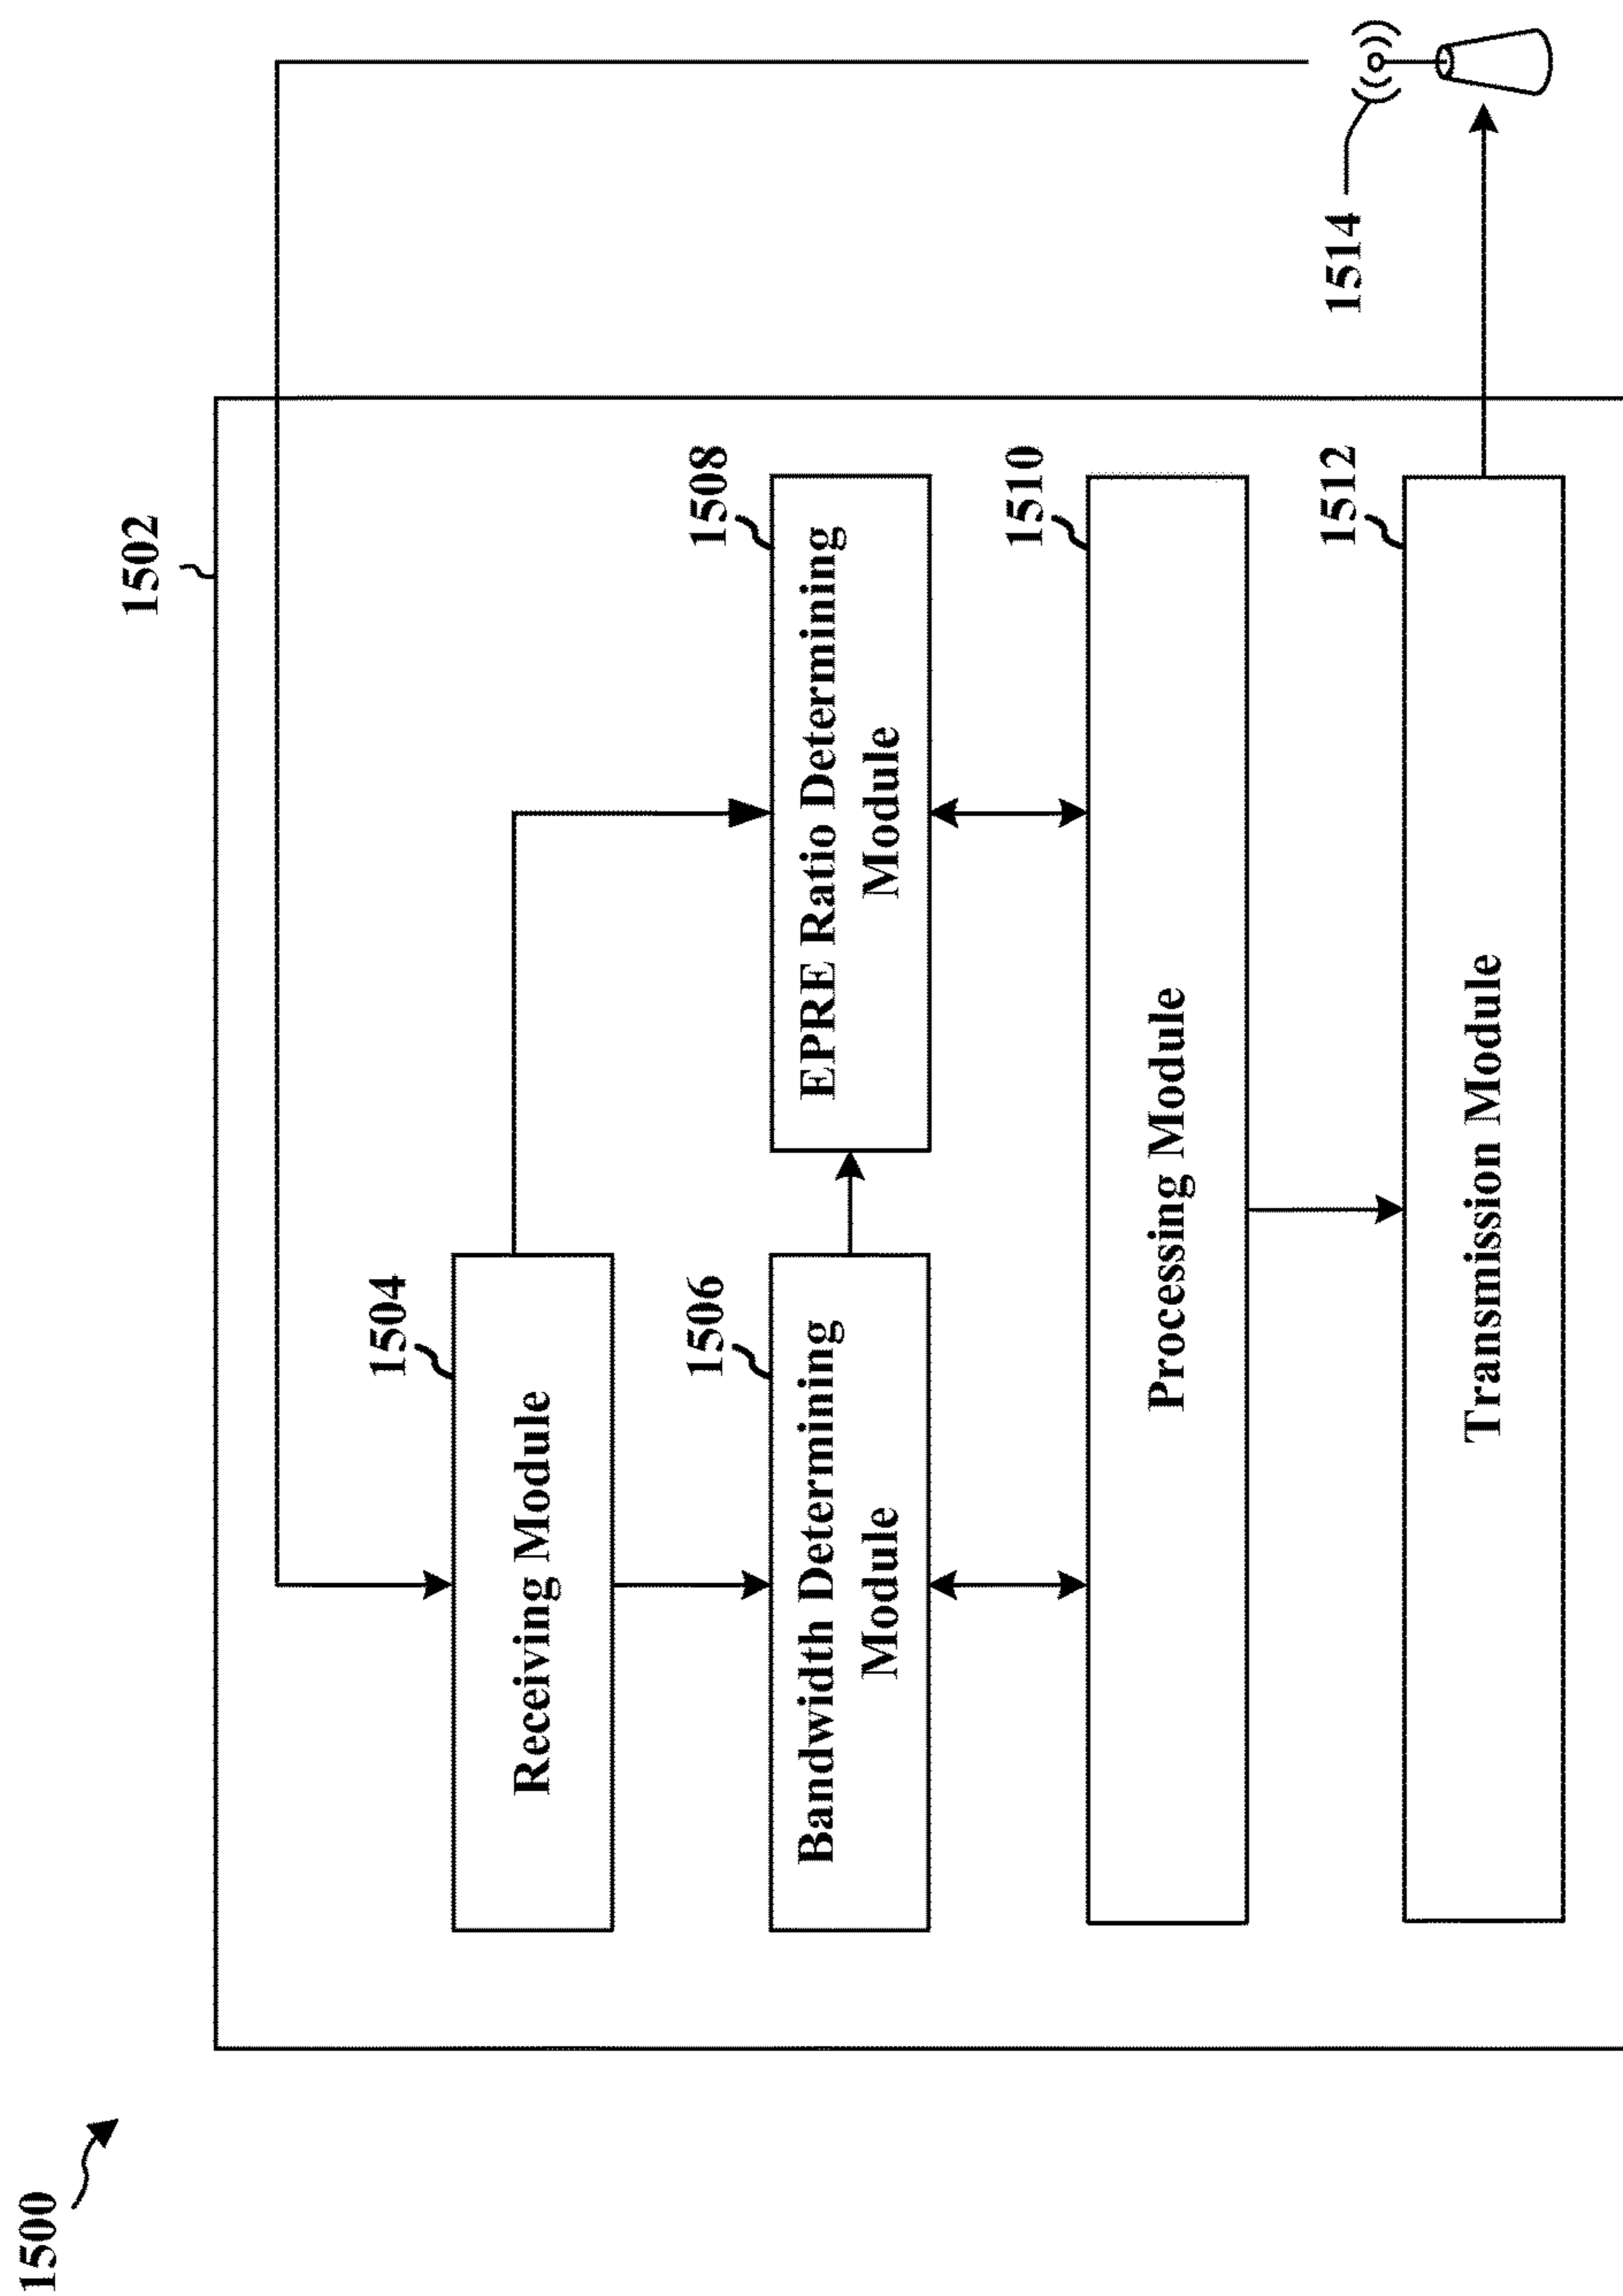 1500
1502
1504
Receiving Module
1506
Bandwidth Determining
Module
1508
EPRE Ratio Determining
Module
1510
Processing Module
1512
Transmission Module
1514